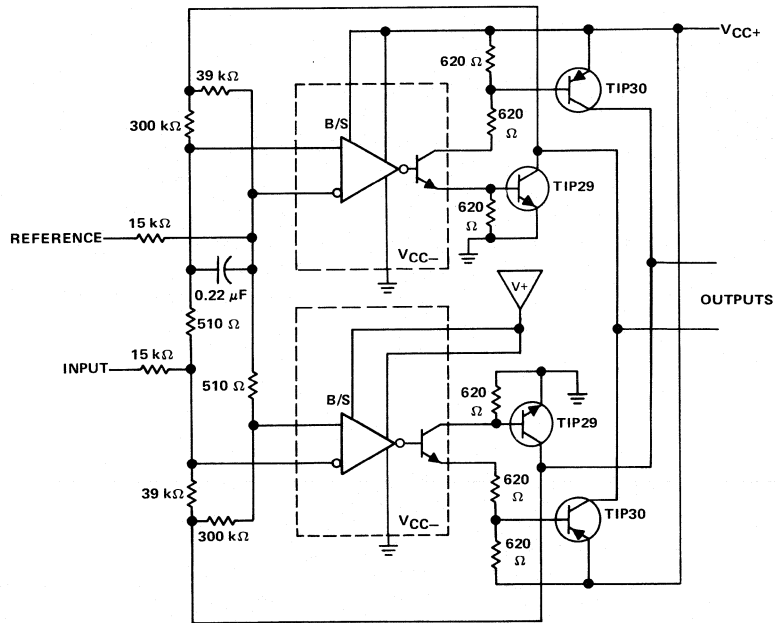 VCC+
39 kΩ
620 Ω
TIP30
300 kΩ
B/S
620
Ω
TIP29
15 kΩ
REFERENCE
620
Ω
VCC–
0.22 μF
V+
OUTPUTS
510 Ω
15 kΩ
INPUT
510 Ω
620
Ω
B/S
TIP29
39 kΩ
620
Ω
TIP30
300 kΩ
VCC–
620
Ω